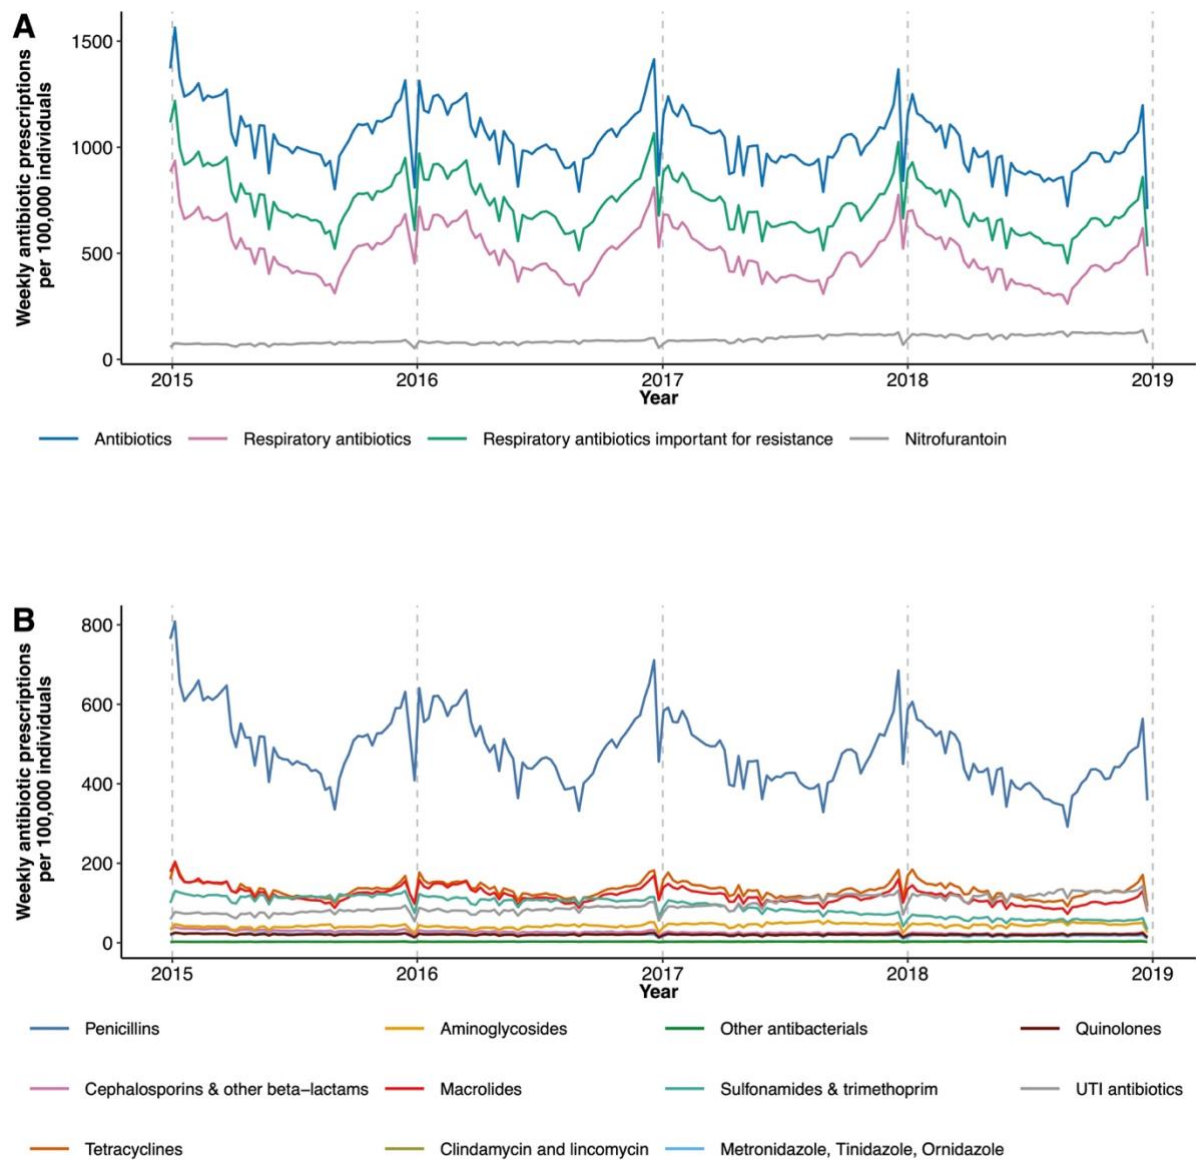 A
Weekly antibiotic prescriptions
per 100,000 individuals
1500
1000
500
0
2015 2016 2017 2018 2019
Year
Antibiotics Respiratory antibiotics Respiratory antibiotics important for resistance Nitrofurantoin
B
Weekly antibiotic prescriptions
per 100,000 individuals
800
600
400
200
0
2015 2016 2017 2018 2019
Year
Penicillins Aminoglycosides Other antibacterials Quinolones
Cephalosporins & other beta−lactams Macrolides Sulfonamides & trimethoprim UTI antibiotics
Tetracyclines Clindamycin and lincomycin Metronidazole, Tinidazole, Ornidazole